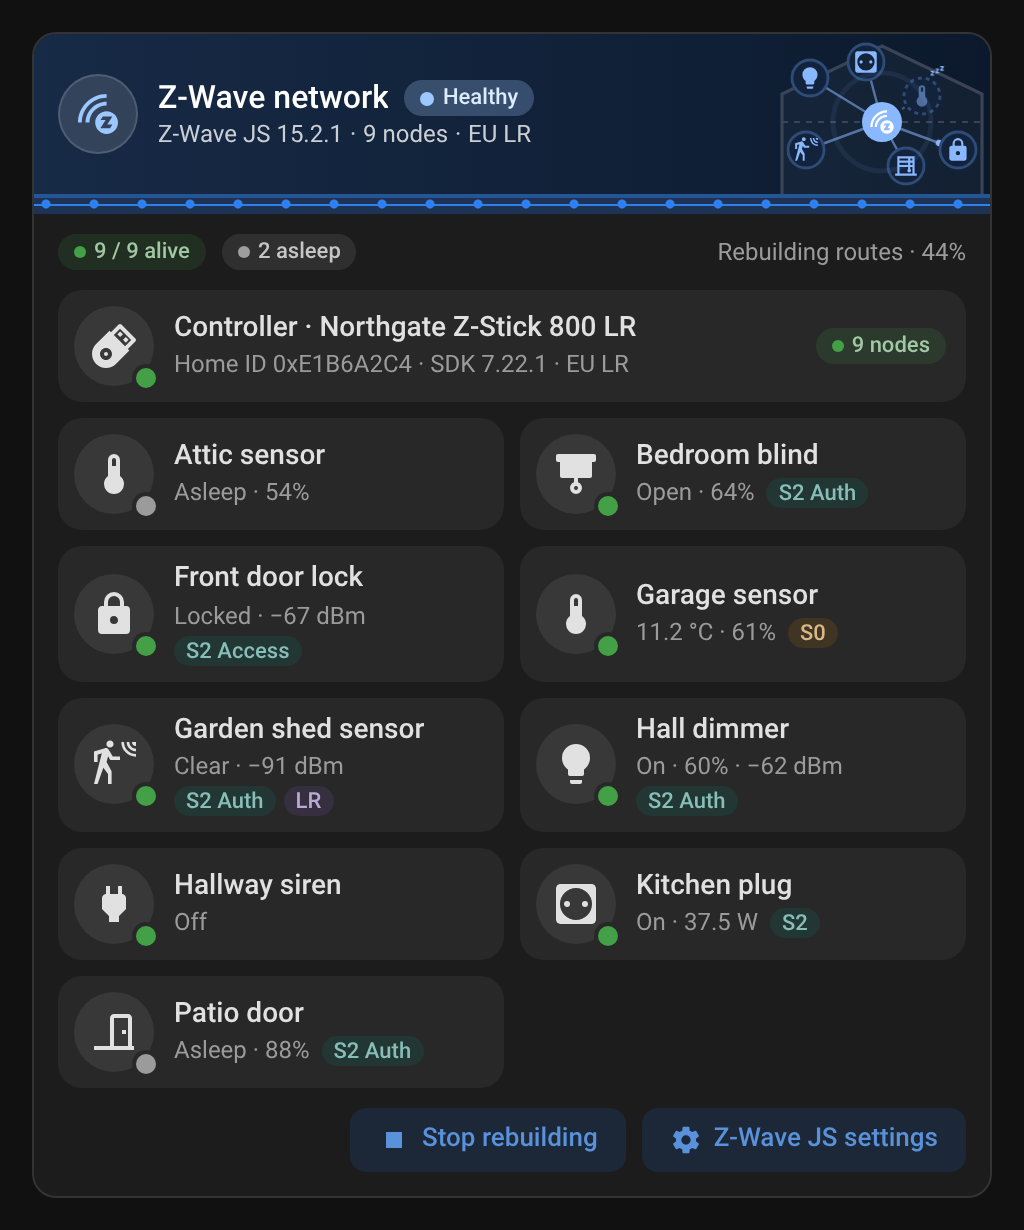 Z-Wave network Healthy
Z-Wave JS 15.2.1 · 9 nodes · EU LR
9 / 9 alive 2 asleep Rebuilding routes · 44%
Controller · Northgate Z-Stick 800 LR
Home ID 0xE1B6A2C4 · SDK 7.22.1 · EU LR
9 nodes
Attic sensor
Asleep · 54%
Bedroom blind
Open · 64% S2 Auth
Front door lock
Locked · −67 dBm
S2 Access
Garage sensor
11.2 °C · 61% S0
Garden shed sensor
Clear · −91 dBm
S2 Auth LR
Hall dimmer
On · 60% · −62 dBm
S2 Auth
Hallway siren
Off
Kitchen plug
On · 37.5 W S2
Patio door
Asleep · 88% S2 Auth
Stop rebuilding
Z-Wave JS settings